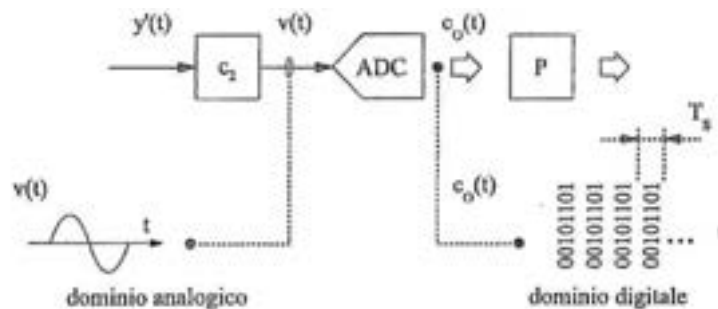 y'(t) v(t) c_O(t)
c_2 ADC P
T_s
v(t) t c_O(t)
00101101 00101101 00101101 00101101 ...
dominio analogico dominio digitale